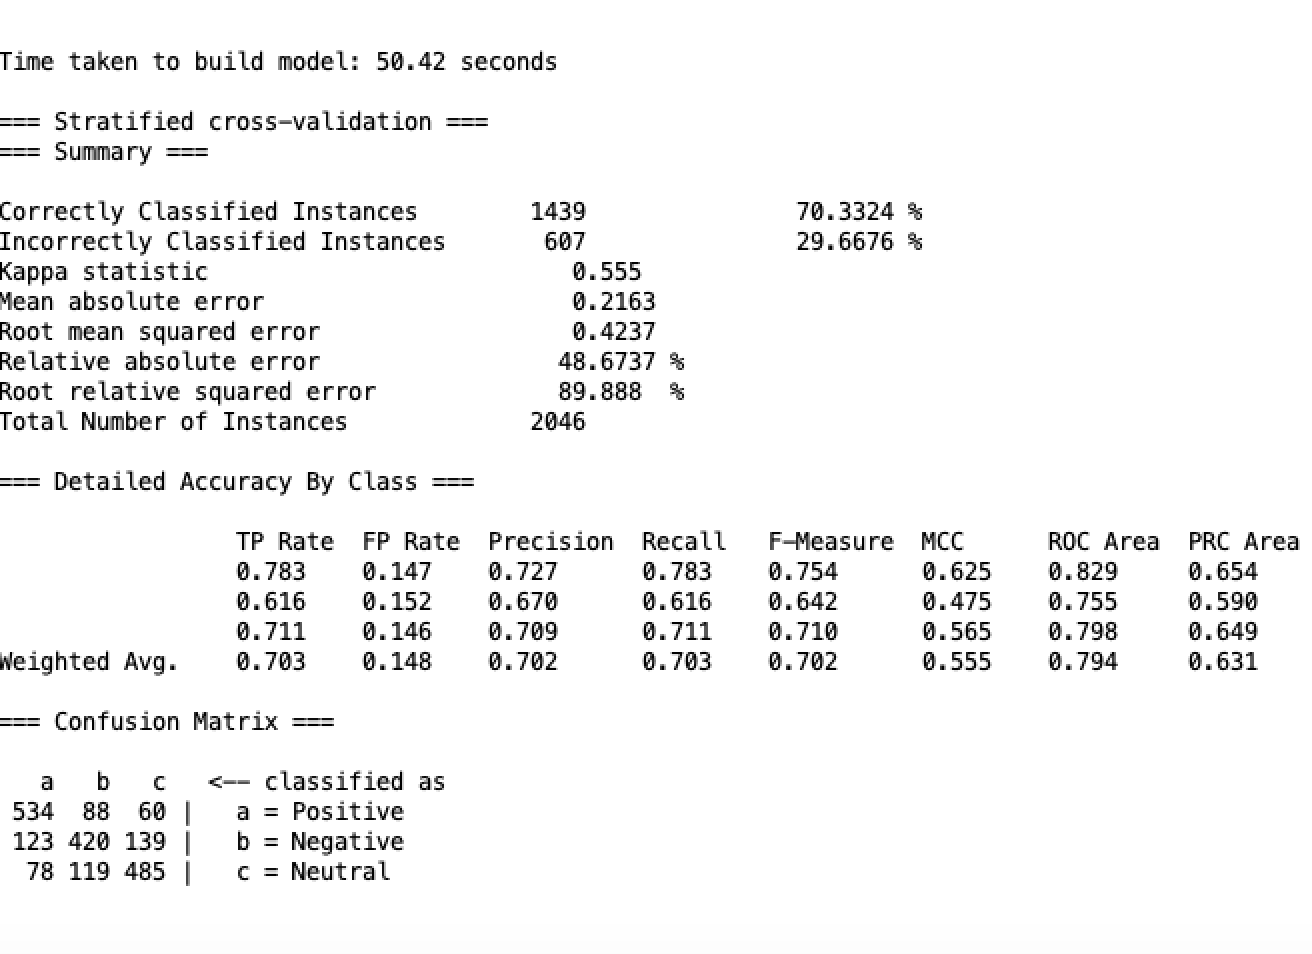 Time taken to build model: 50.42 seconds
=== Stratified cross-validation ===
=== Summary ===
Correctly Classified Instances 1439 70.3324 %
Incorrectly Classified Instances 607 29.6676 %
Kappa statistic 0.555
Mean absolute error 0.2163
Root mean squared error 0.4237
Relative absolute error 48.6737 %
Root relative squared error 89.888 %
Total Number of Instances 2046
=== Detailed Accuracy By Class ===
TP Rate FP Rate Precision Recall F-Measure MCC ROC Area PRC Area
0.783 0.147 0.727 0.783 0.754 0.625 0.829 0.654
0.616 0.152 0.670 0.616 0.642 0.475 0.755 0.590
0.711 0.146 0.709 0.711 0.710 0.565 0.798 0.649
Weighted Avg. 0.703 0.148 0.702 0.703 0.702 0.555 0.794 0.631
=== Confusion Matrix ===
a b c <-- classified as
534 88 60 | a = Positive
123 420 139 | b = Negative
78 119 485 | c = Neutral